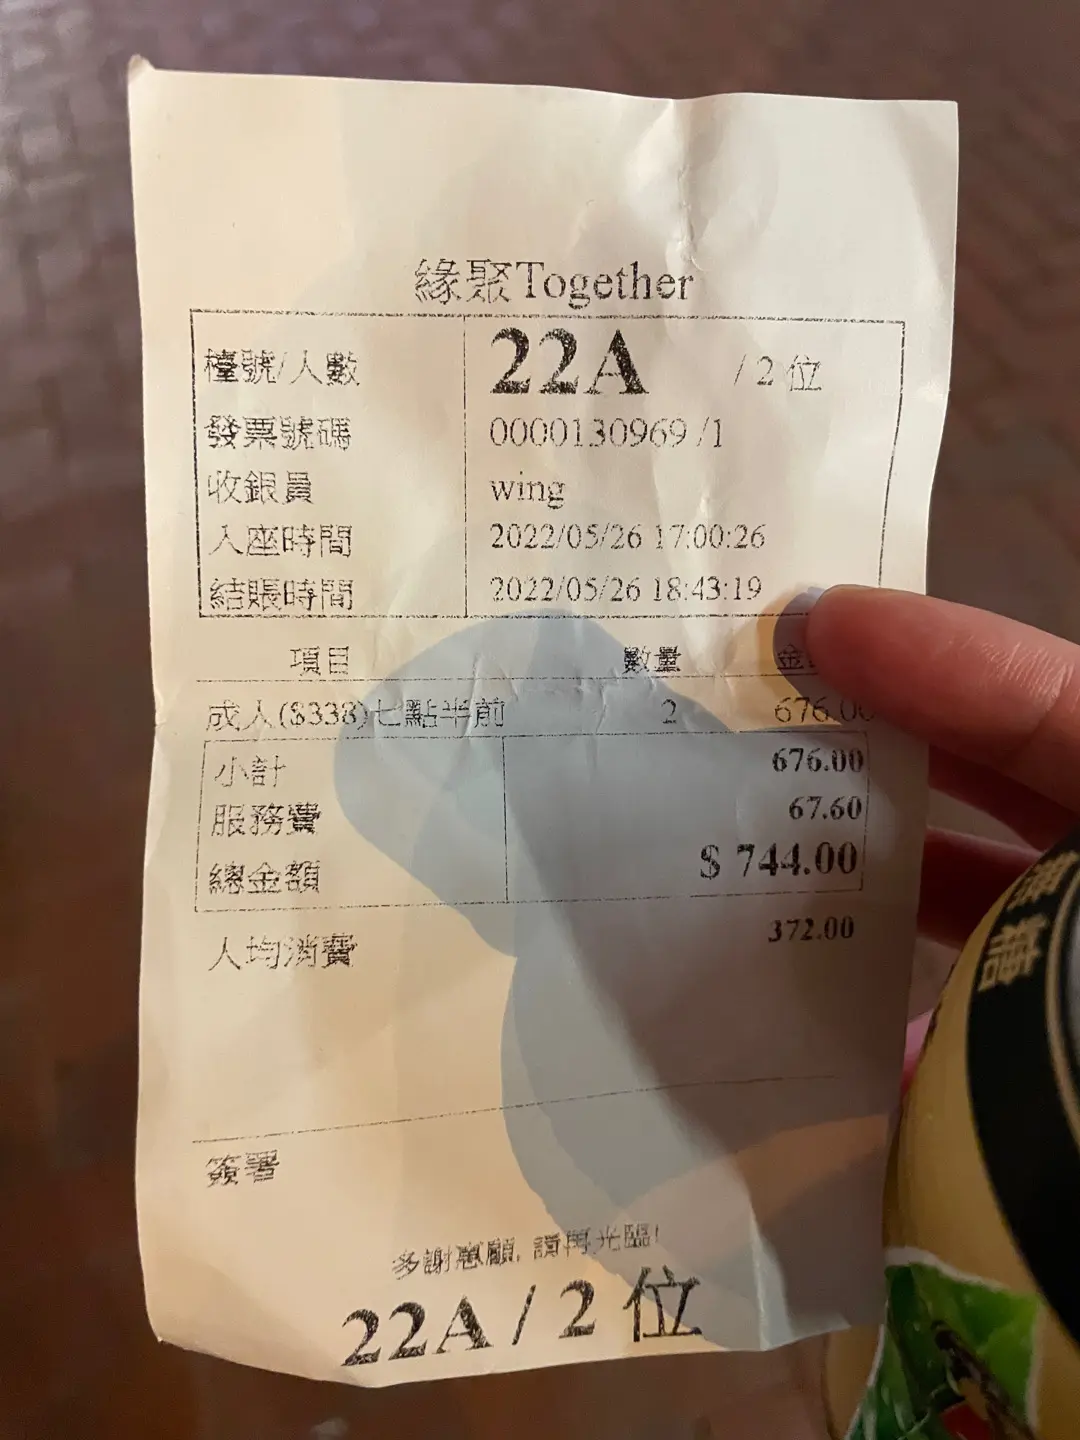 緣聚Together
檯號/人數 22A / 2 位
發票號碼 0000130969 /1
收銀員 wing
入座時間 2022/05/26 17:00:26
結賬時間 2022/05/26 18:43:19
項目 數量 金
成人($338)七點半前 2 676.00
小計 676.00
服務費 67.60
總金額 $ 744.00
人均消費 372.00
簽署
多謝惠顧, 請再光臨!
22A / 2 位
糖